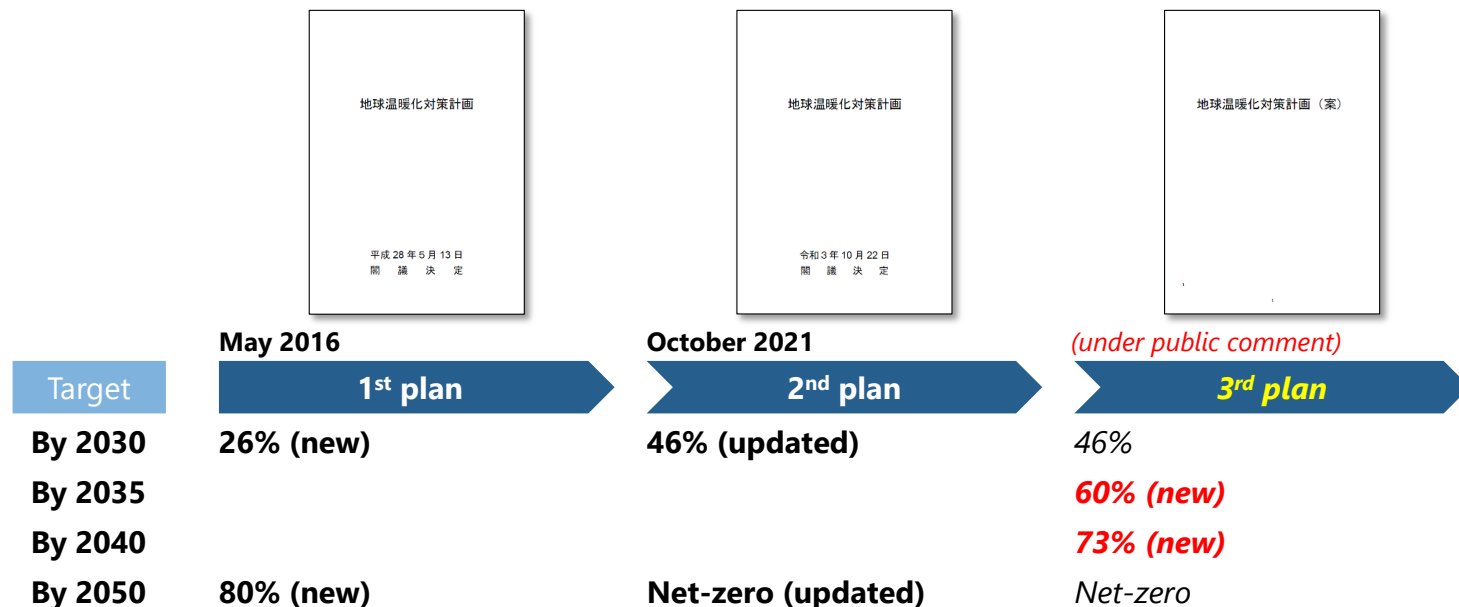 地球温暖化対策計画
平成 28 年 5 月 13 日
閣 議 決 定
地球温暖化対策計画
令和 3 年 10 月 22 日
閣 議 決 定
地球温暖化対策計画（案）
May 2016
October 2021
(under public comment)
Target
1st plan
2nd plan
3rd plan
By 2030
26% (new)
46% (updated)
46%
By 2035
60% (new)
By 2040
73% (new)
By 2050
80% (new)
Net-zero (updated)
Net-zero